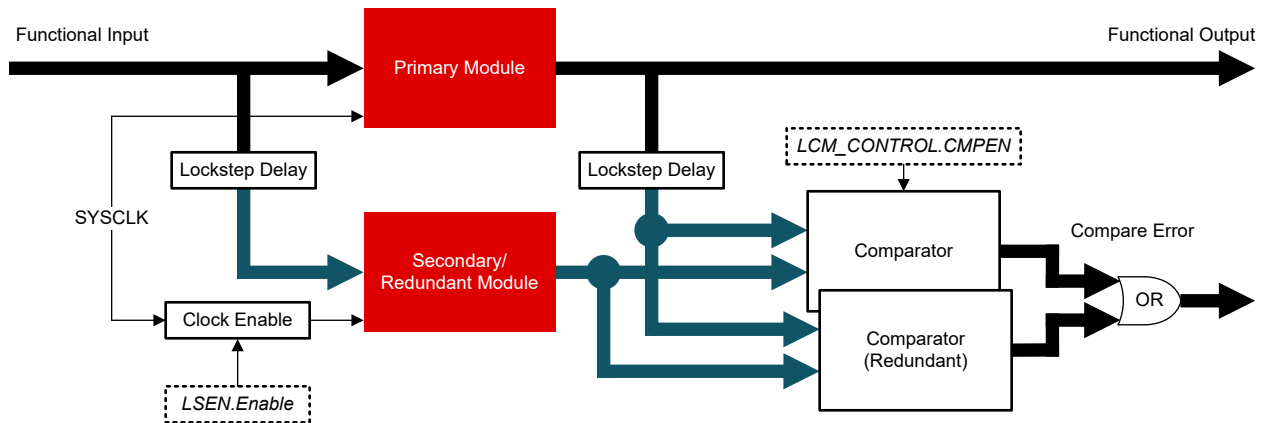 Functional Input
Functional Output
Primary Module
LCM_CONTROL.CMPEN
Lockstep Delay
Lockstep Delay
SYSCLK
Secondary/
Redundant Module
Comparator
Compare Error
OR
Clock Enable
Comparator
(Redundant)
LSEN.Enable